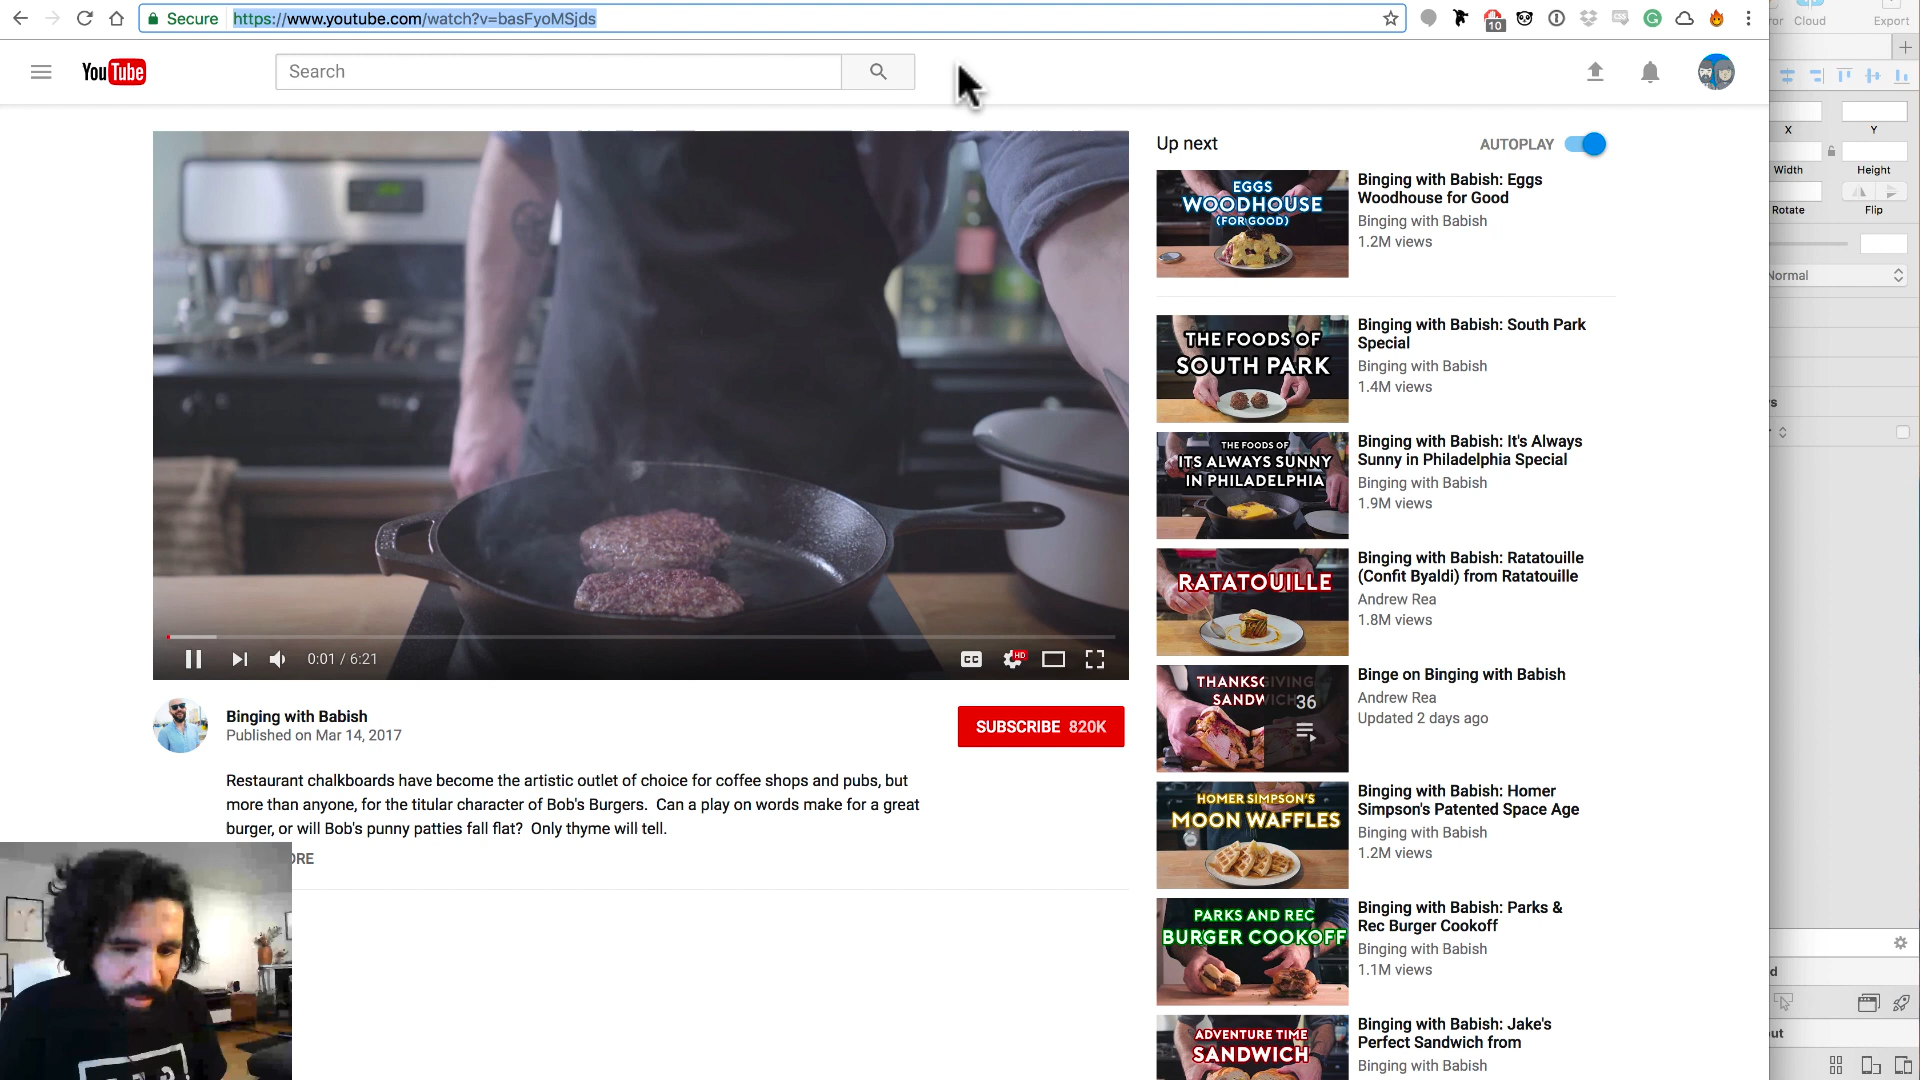 Secure https://www.youtube.com/watch?v=basFyoMSjds
10
Cloud
Export
YouTube
Search
X
Y
Width
Height
Rotate
Flip
Normal
Up next
AUTOPLAY
EGGS
WOODHOUSE
(FOR GOOD)
Binging with Babish: Eggs
Woodhouse for Good
Binging with Babish
1.2M views
THE FOODS OF
SOUTH PARK
Binging with Babish: South Park
Special
Binging with Babish
1.4M views
THE FOODS OF
ITS ALWAYS SUNNY
IN PHILADELPHIA
Binging with Babish: It's Always
Sunny in Philadelphia Special
Binging with Babish
1.9M views
RATATOUILLE
Binging with Babish: Ratatouille
(Confit Byaldi) from Ratatouille
Andrew Rea
1.8M views
THANKSGIVING
SANDWICH
36
Binge on Binging with Babish
Andrew Rea
Updated 2 days ago
HOMER SIMPSON'S
MOON WAFFLES
Binging with Babish: Homer
Simpson's Patented Space Age
Binging with Babish
1.2M views
PARKS AND REC
BURGER COOKOFF
Binging with Babish: Parks &
Rec Burger Cookoff
Binging with Babish
1.1M views
ADVENTURE TIME
SANDWICH
Binging with Babish: Jake's
Perfect Sandwich from
Binging with Babish
0:01 / 6:21
CC
HD
Binging with Babish
Published on Mar 14, 2017
SUBSCRIBE 820K
Restaurant chalkboards have become the artistic outlet of choice for coffee shops and pubs, but
more than anyone, for the titular character of Bob's Burgers. Can a play on words make for a great
burger, or will Bob's punny patties fall flat? Only thyme will tell.
ORE